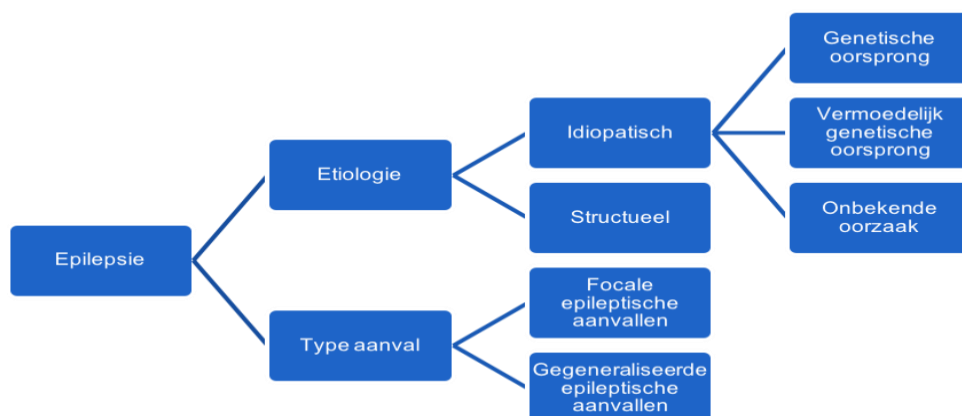 Genetische
oorsprong
Vermoedelijk
genetische
oorsprong
Idiopatisch
Etiologie
Structueel
Onbekende
oorzaak
Epilepsie
Focale
epileptische
aanvallen
Type aanval
Gegeneraliseerde
epileptische
aanvallen